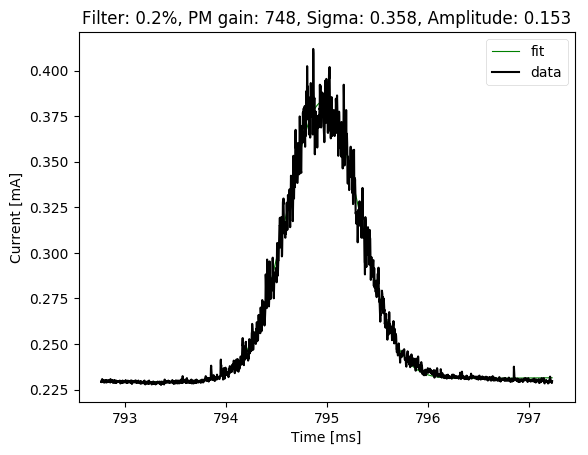 Filter: 0.2%, PM gain: 748, Sigma: 0.358, Amplitude: 0.153
fit
data
0.400
0.375
0.350
0.325
0.300
0.275
0.250
0.225
Current [mA]
793 794 795 796 797
Time [ms]